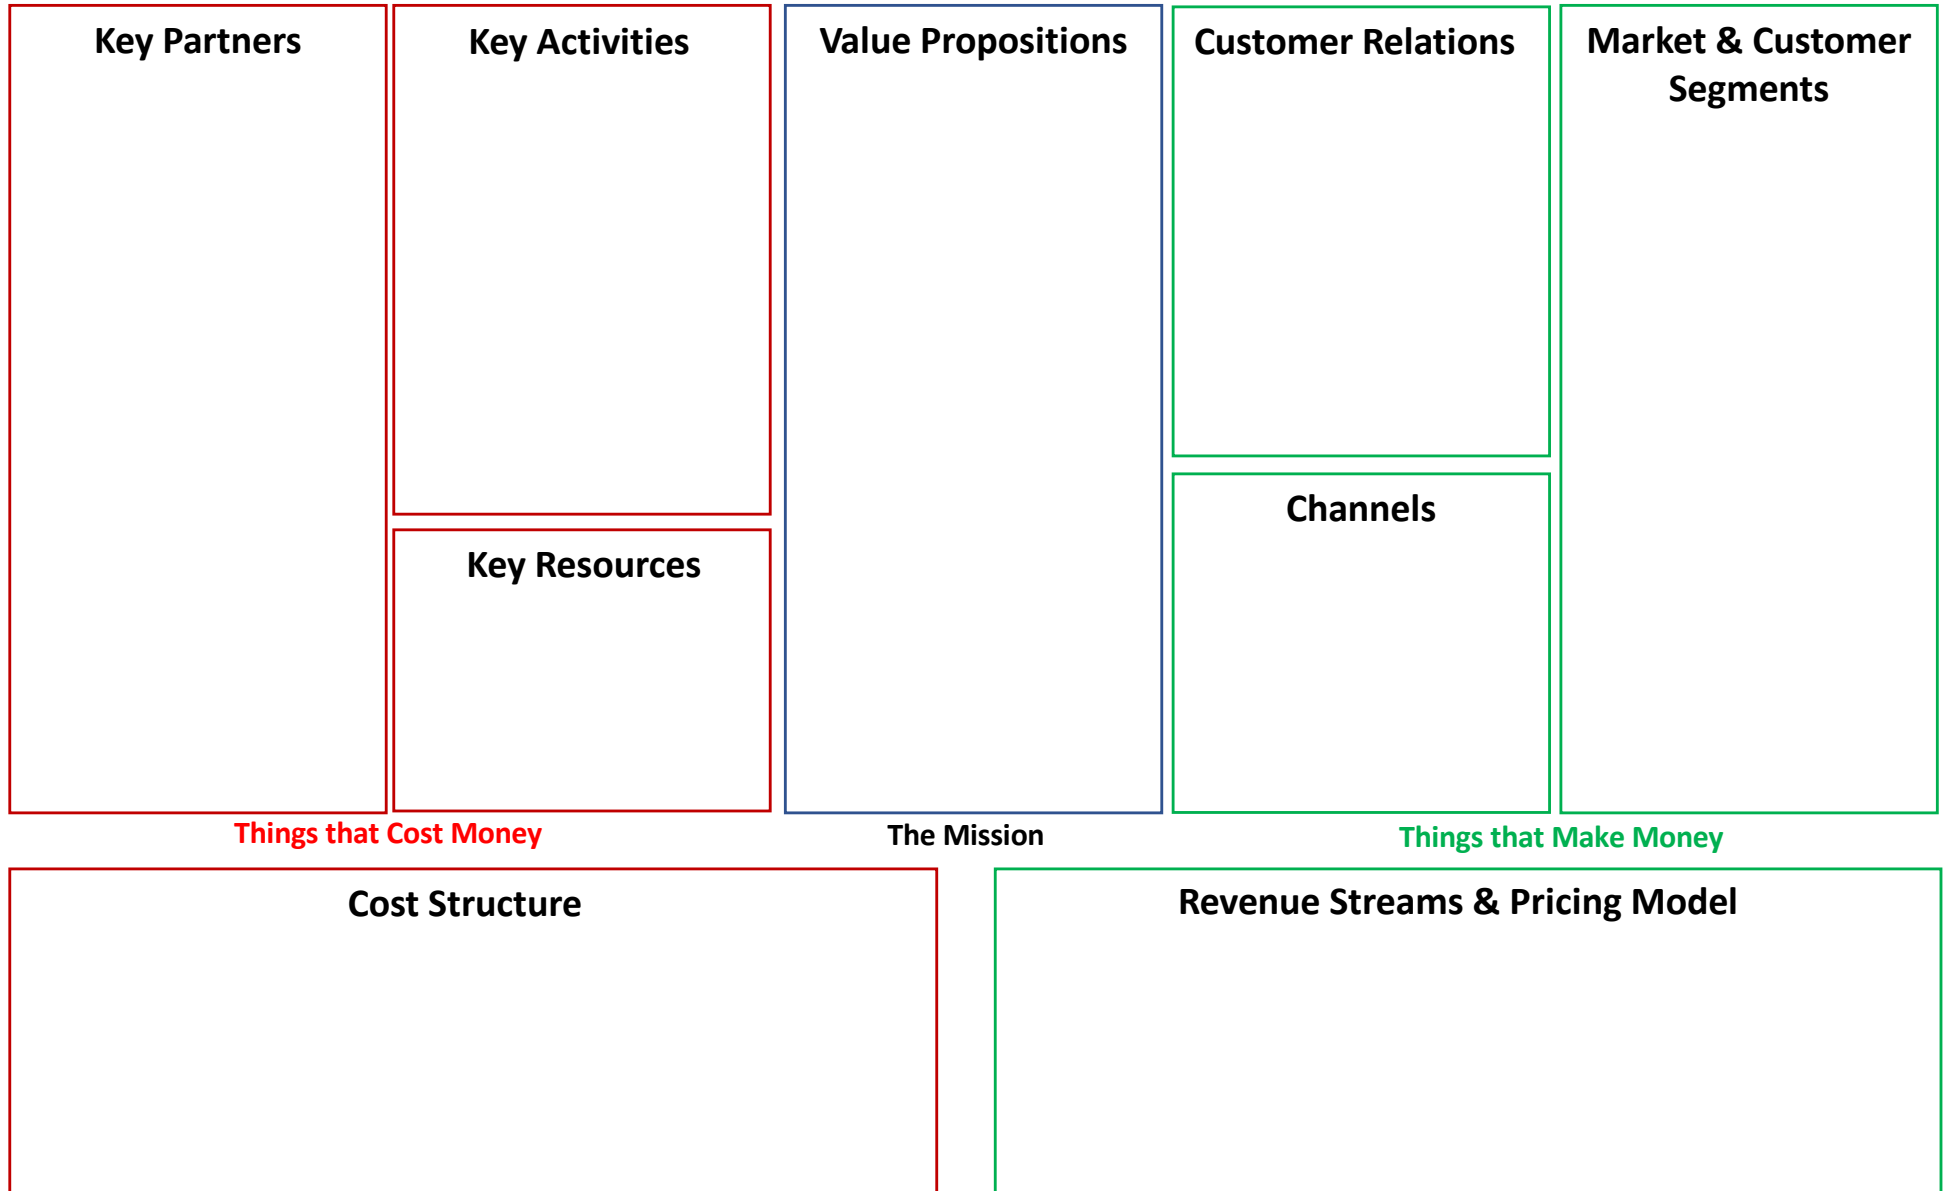 Key Partners
Key Activities
Value Propositions
Customer Relations
Market & Customer
Segments
Channels
Key Resources
Things that Cost Money
The Mission
Things that Make Money
Cost Structure
Revenue Streams & Pricing Model